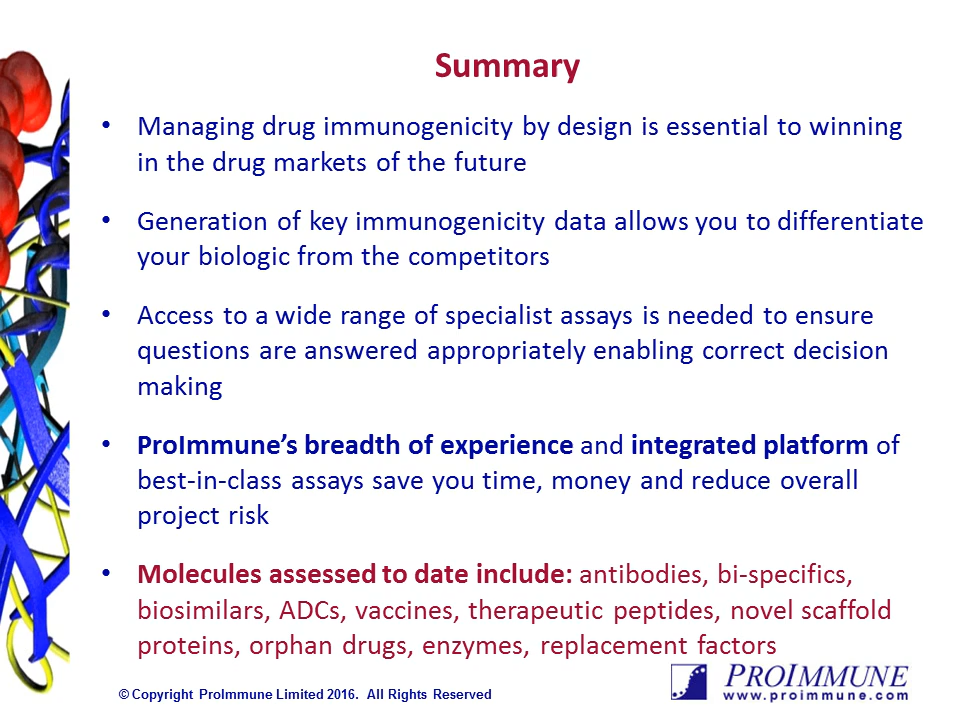 Summary
• Managing drug immunogenicity by design is essential to winning
in the drug markets of the future
• Generation of key immunogenicity data allows you to differentiate
your biologic from the competitors
• Access to a wide range of specialist assays is needed to ensure
questions are answered appropriately enabling correct decision
making
• ProImmune’s breadth of experience and integrated platform of
best-in-class assays save you time, money and reduce overall
project risk
• Molecules assessed to date include: antibodies, bi-specifics,
biosimilars, ADCs, vaccines, therapeutic peptides, novel scaffold
proteins, orphan drugs, enzymes, replacement factors
© Copyright ProImmune Limited 2016. All Rights Reserved
PROIMMUNE
www.proimmune.com